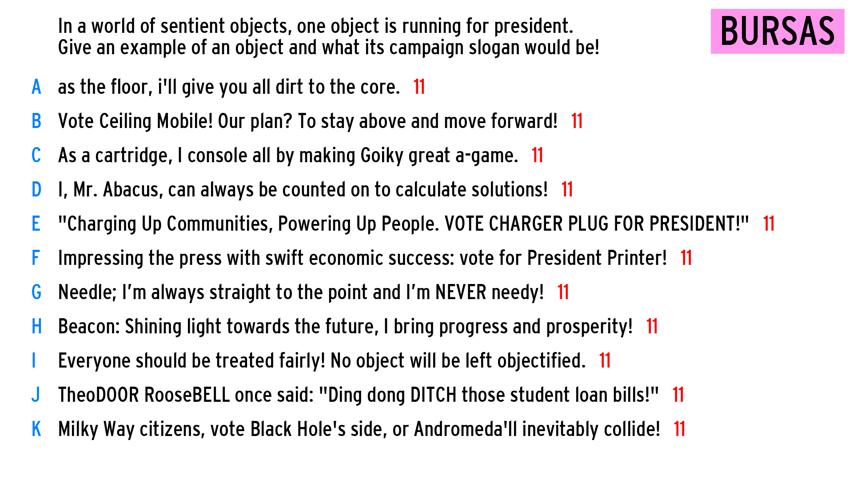 In a world of sentient objects, one object is running for president.
Give an example of an object and what its campaign slogan would be!
BURSAS
A as the floor, i'll give you all dirt to the core. 11
B Vote Ceiling Mobile! Our plan? To stay above and move forward! 11
C As a cartridge, I console all by making Goiky great a-game. 11
D I, Mr. Abacus, can always be counted on to calculate solutions! 11
E "Charging Up Communities, Powering Up People. VOTE CHARGER PLUG FOR PRESIDENT!" 11
F Impressing the press with swift economic success: vote for President Printer! 11
G Needle; I'm always straight to the point and I'm NEVER needy! 11
H Beacon: Shining light towards the future, I bring progress and prosperity! 11
I Everyone should be treated fairly! No object will be left objectified. 11
J TheoDOOR RooseBELL once said: "Ding dong DITCH those student loan bills!" 11
K Milky Way citizens, vote Black Hole's side, or Andromeda'll inevitably collide! 11